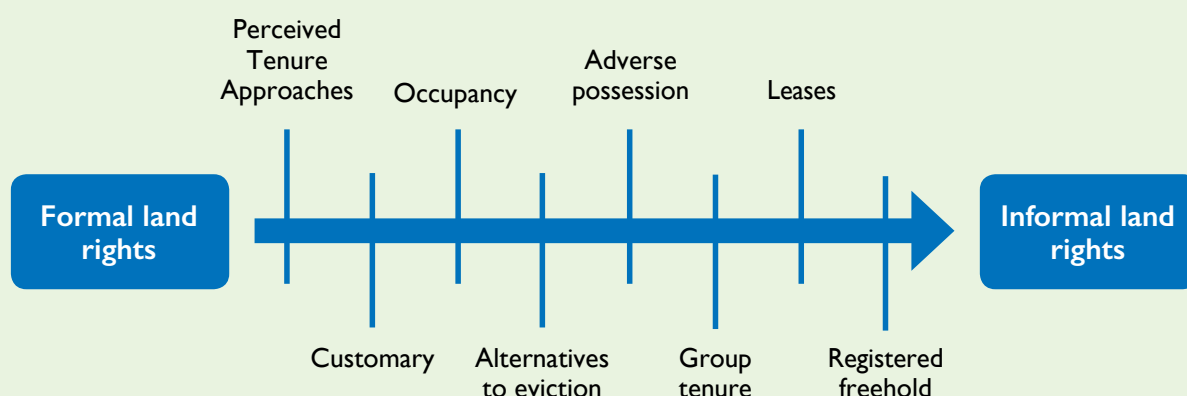 Perceived
Tenure
Approaches
Occupancy
Adverse
possession
Leases
Formal land
rights
Informal land
rights
Customary
Alternatives
to eviction
Group
tenure
Registered
freehold